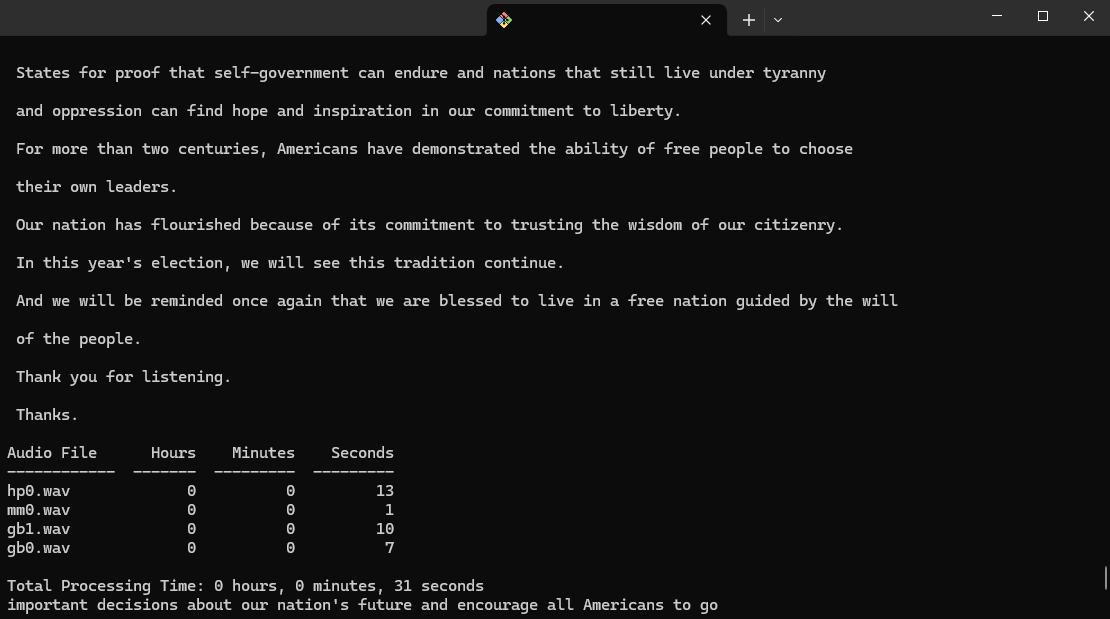 States for proof that self-government can endure and nations that still live under tyranny
and oppression can find hope and inspiration in our commitment to liberty.
For more than two centuries, Americans have demonstrated the ability of free people to choose
their own leaders.
Our nation has flourished because of its commitment to trusting the wisdom of our citizenry.
In this year's election, we will see this tradition continue.
And we will be reminded once again that we are blessed to live in a free nation guided by the will
of the people.
Thank you for listening.
Thanks.
Audio File      Hours    Minutes    Seconds
------------  -------  ---------  ---------
hp0.wav             0          0         13
mm0.wav             0          0          1
gb1.wav             0          0         10
gb0.wav             0          0          7
Total Processing Time: 0 hours, 0 minutes, 31 seconds
important decisions about our nation's future and encourage all Americans to go